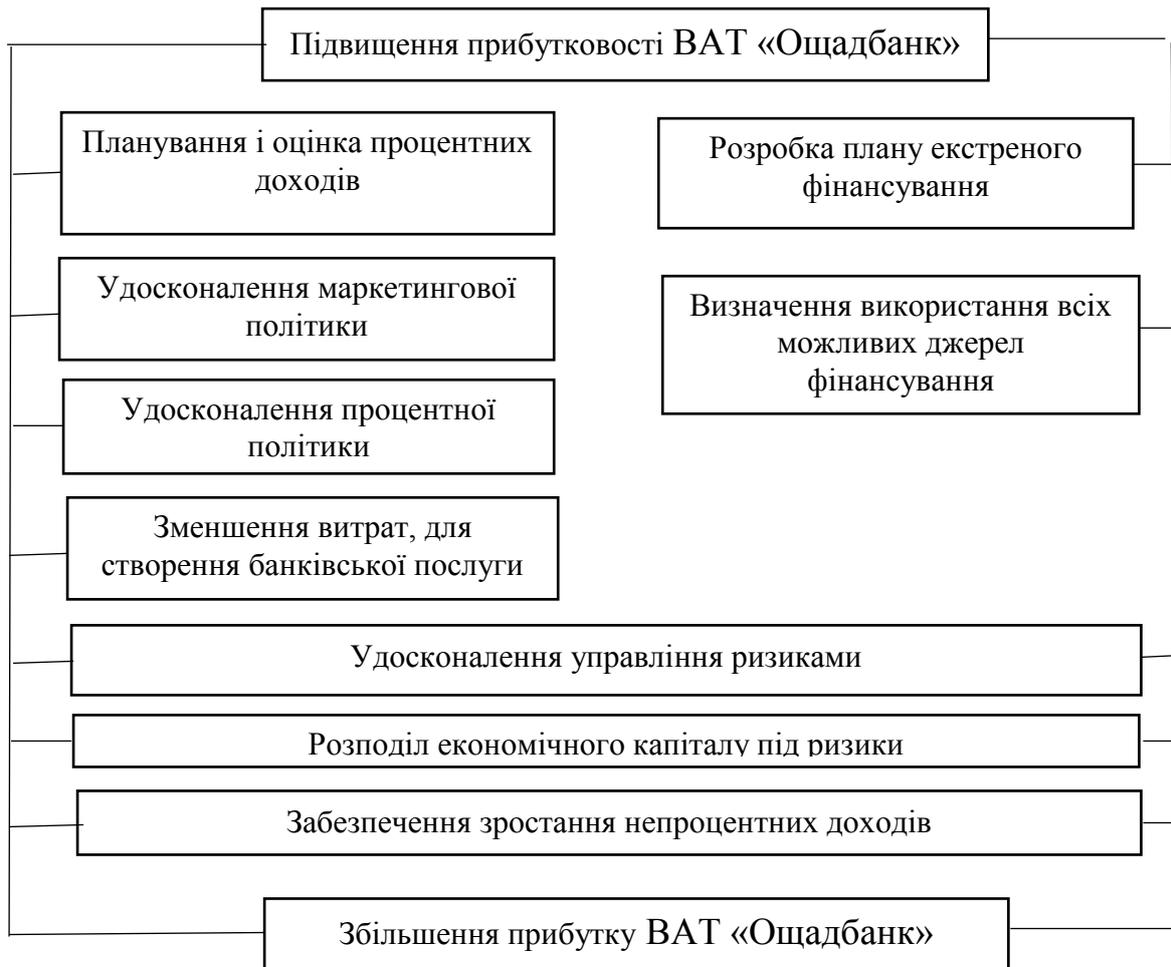 Підвищення прибутковості ВАТ «Ощадбанк»
Планування і оцінка процентних
доходів
Розробка плану екстреного
фінансування
Удосконалення маркетингової
політики
Визначення використання всіх
можливих джерел
фінансування
Удосконалення процентної
політики
Зменшення витрат, для
створення банківської послуги
Удосконалення управління ризиками
Розподіл економічного капіталу під ризики
Забезпечення зростання непроцентних доходів
Збільшення прибутку ВАТ «Ощадбанк»